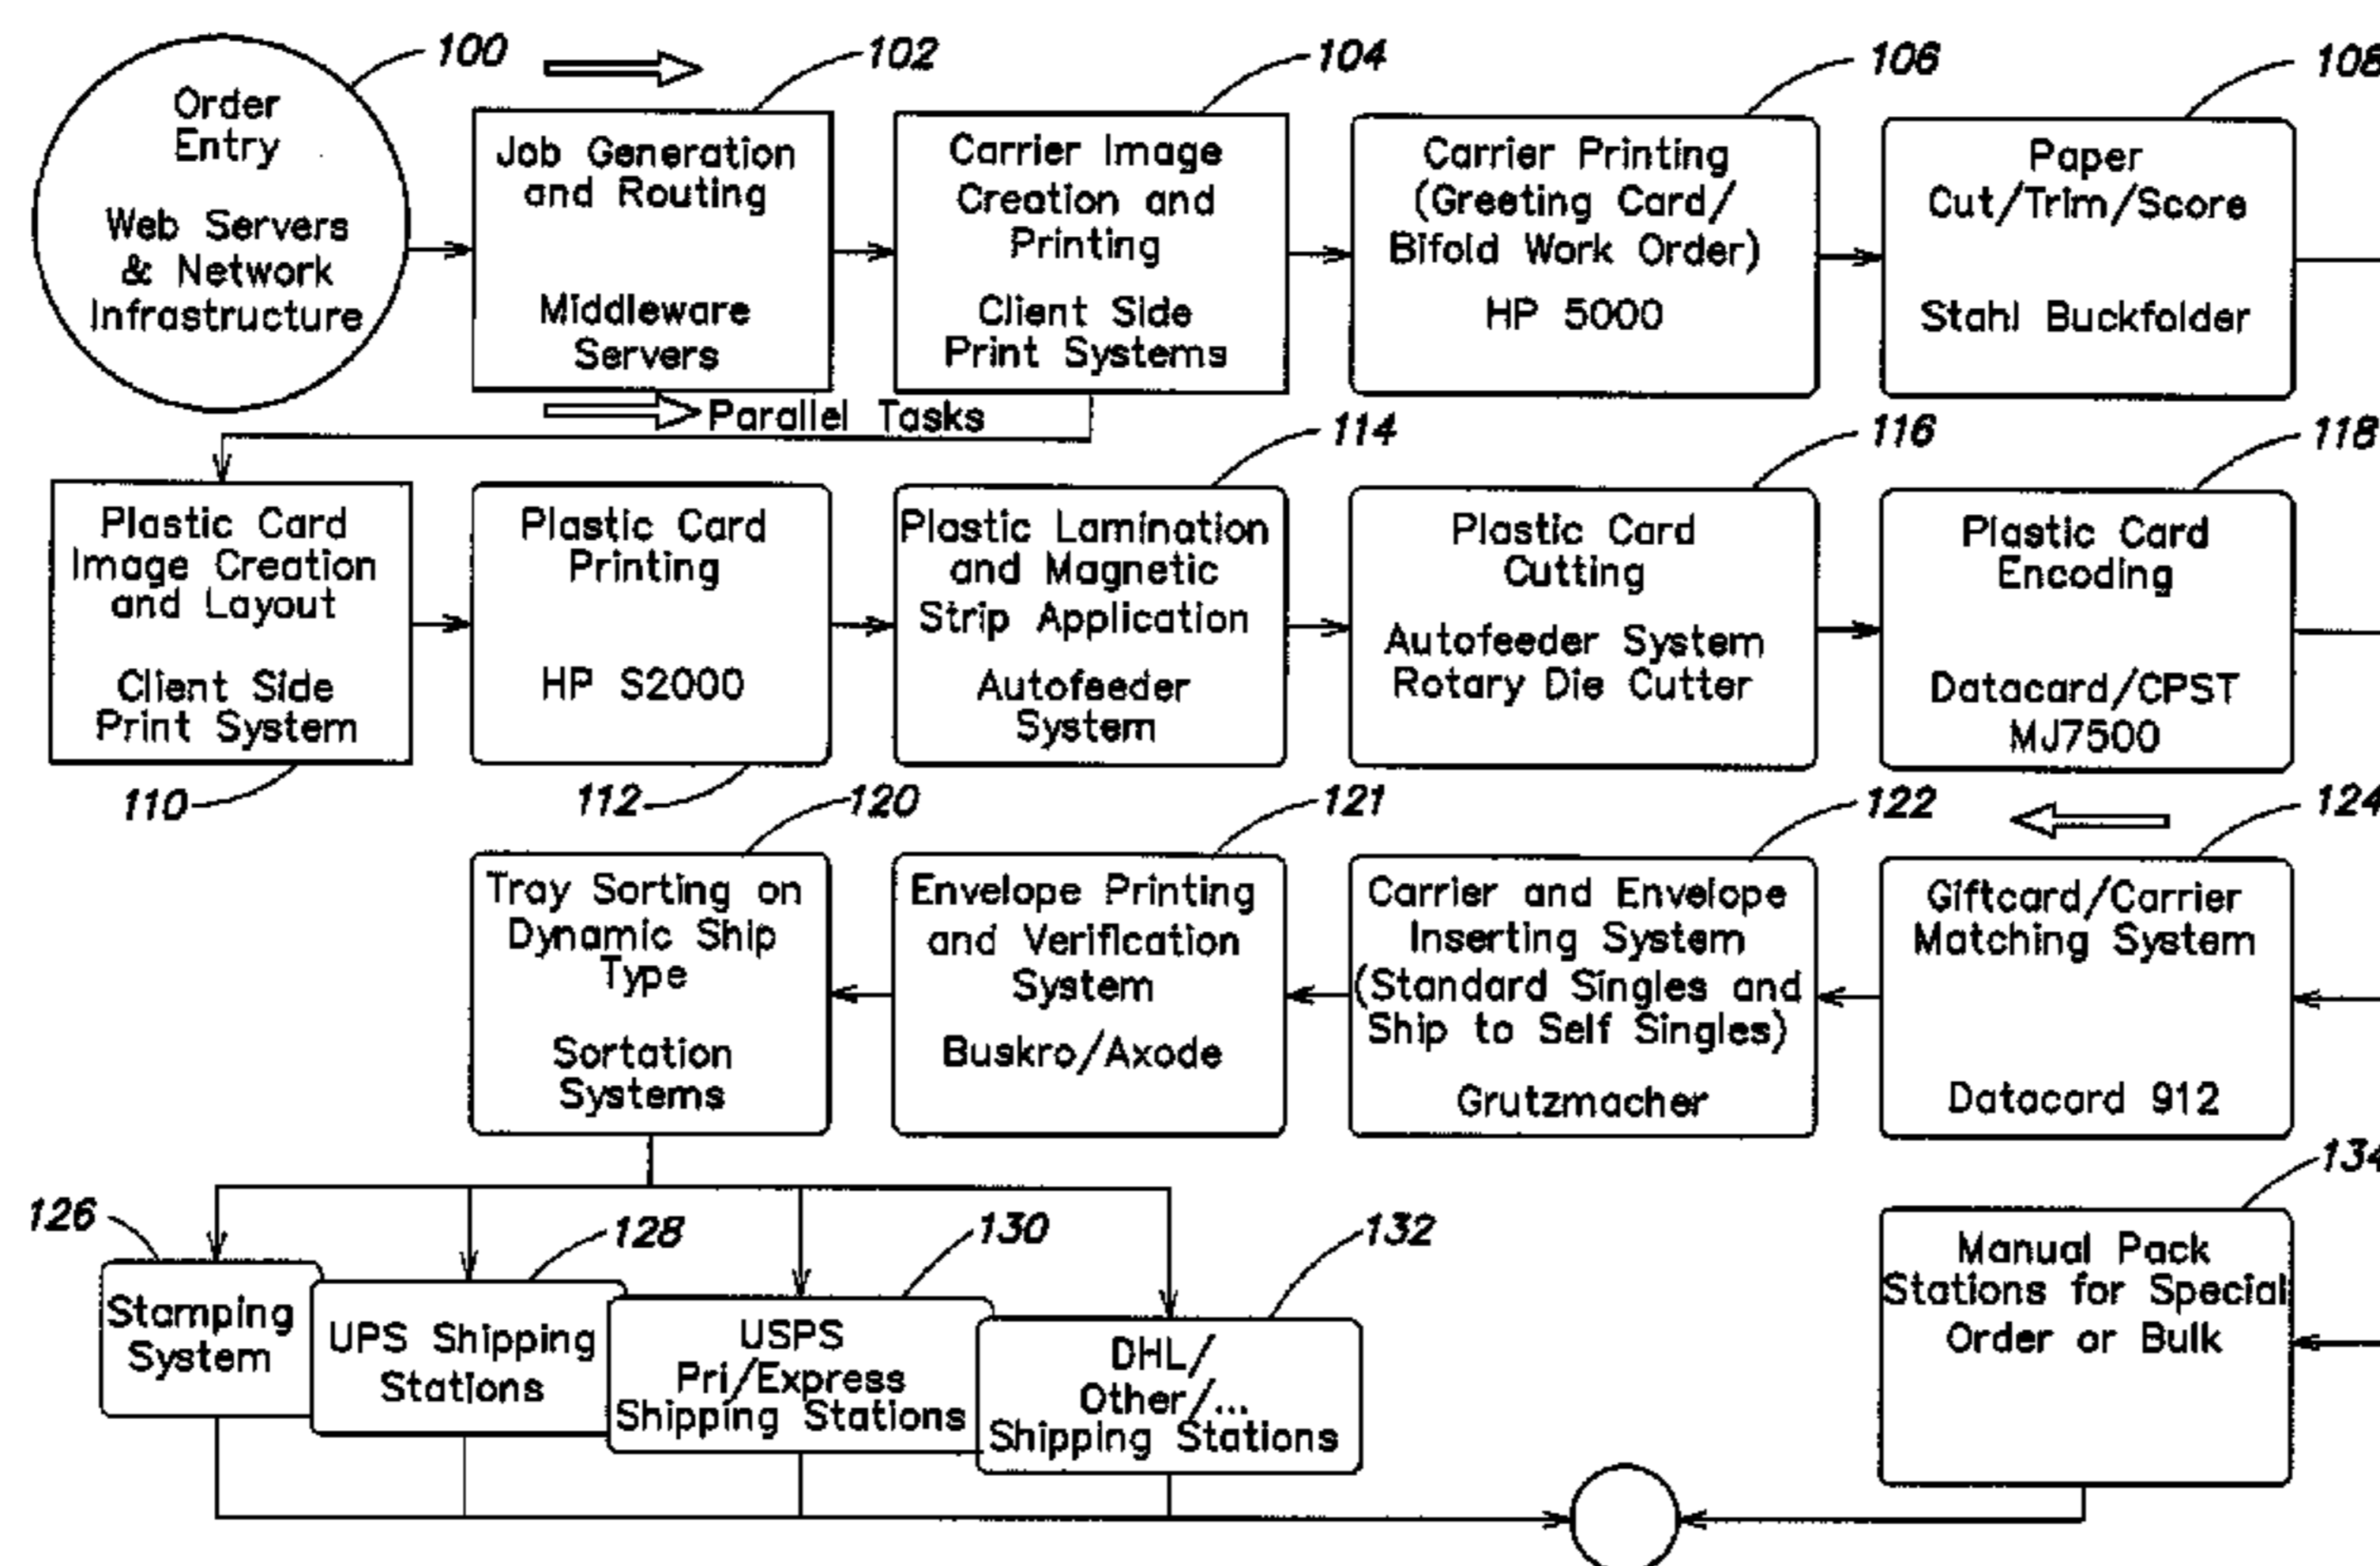 100
102
104
106
108
Order
Entry
Web Servers
& Network
Infrastructure
Job Generation
and Routing
Middleware
Servers
Carrier Image
Creation and
Printing
Client Side
Print Systems
Carrier Printing
(Greeting Card/
Bifold Work Order)
HP 5000
Paper
Cut/Trim/Score
Stahl Buckfolder
Parallel Tasks
114
116
118
Plastic Card
Image Creation
and Layout
Client Side
Print System
Plastic Card
Printing
HP S2000
Plastic Lamination
and Magnetic
Strip Application
Autofeeder
System
Plastic Card
Cutting
Autofeeder System
Rotary Die Cutter
Plastic Card
Encoding
Datacard/CPST
MJ7500
110
112
120
121
122
124
Tray Sorting on
Dynamic Ship
Type
Sortation
Systems
Envelope Printing
and Verification
System
Buskro/Axode
Carrier and Envelope
Inserting System
(Standard Singles and
Ship to Self Singles)
Grutzmacher
Giftcard/Carrier
Matching System
Datacard 912
126
128
130
132
134
Stamping
System
UPS Shipping
Stations
USPS
Pri/Express
Shipping Stations
DHL/
Other/...
Shipping Stations
Manual Pack
Stations for Special
Order or Bulk